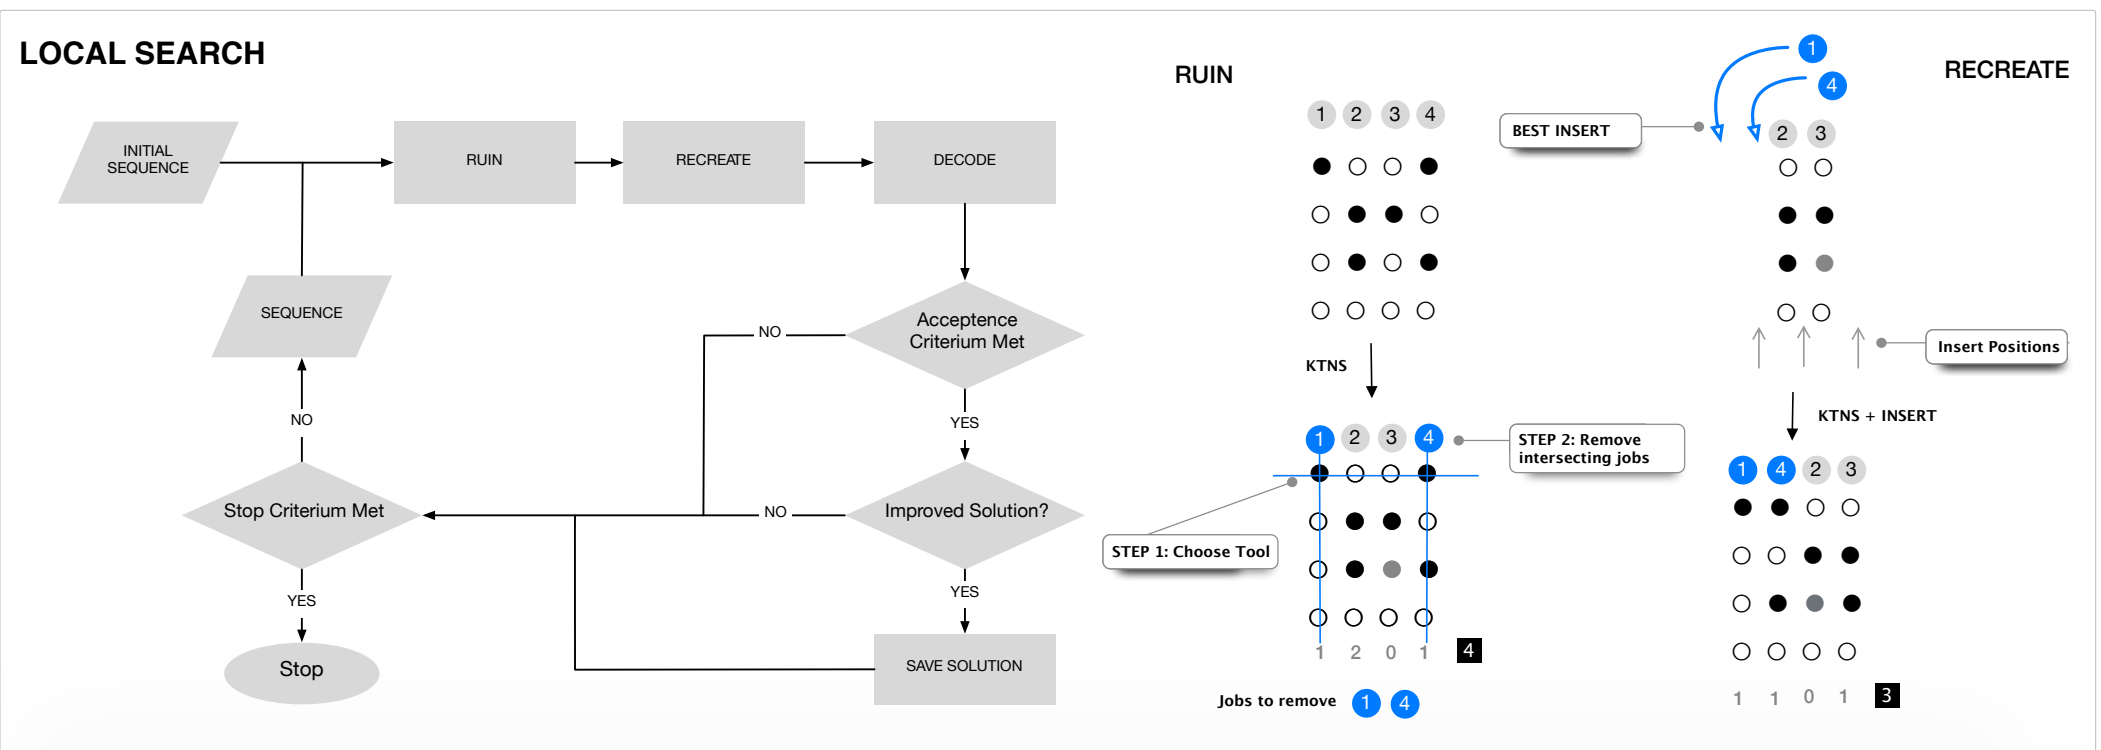 LOCAL SEARCH
INITIAL
SEQUENCE
RUIN
RECREATE
DECODE
SEQUENCE
Acceptence
Criterium Met
NO
YES
NO
Stop Criterium Met
NO
Improved Solution?
YES
YES
Stop
SAVE SOLUTION
RUIN
1 2 3 4
KTNS
1 2 3 4
STEP 2: Remove
intersecting jobs
STEP 1: Choose Tool
1 2 0 1 4
Jobs to remove 1 4
RECREATE
1
4
BEST INSERT
2 3
Insert Positions
KTNS + INSERT
1 4 2 3
1 1 0 1 3